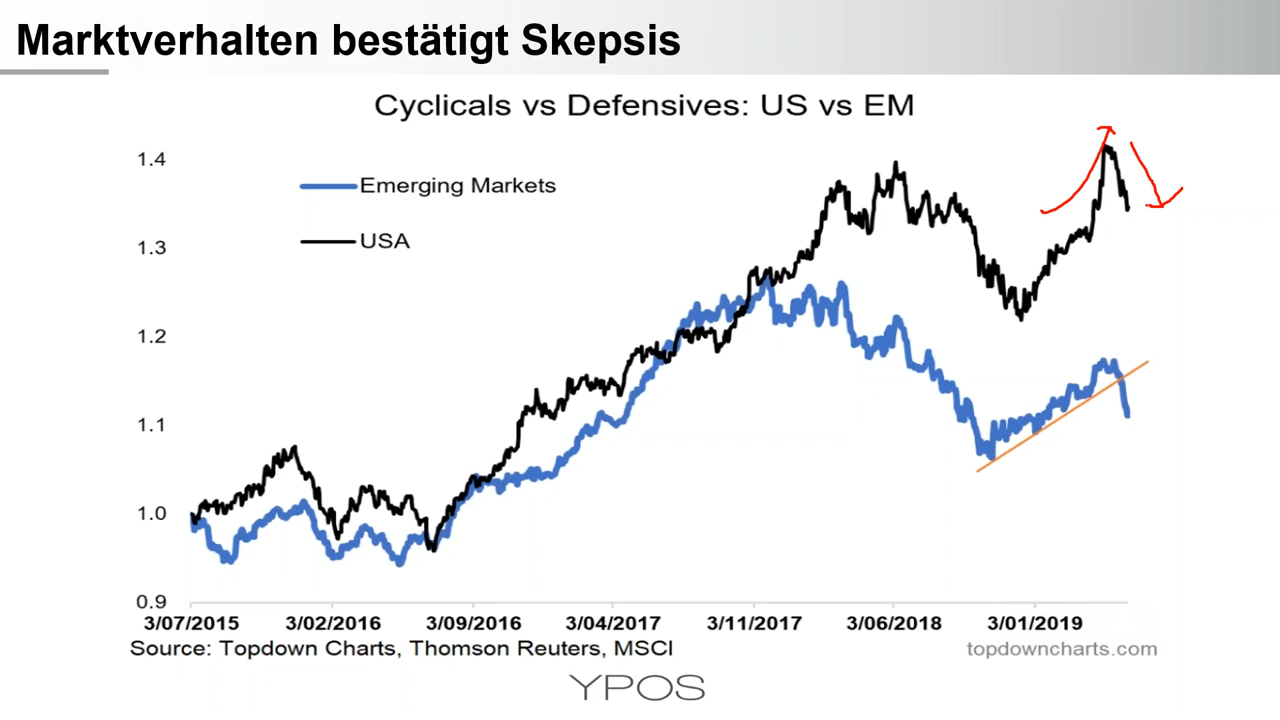 Marktverhalten bestätigt Skepsis
Cyclicals vs Defensives: US vs EM
1.4
Emerging Markets
USA
1.3
1.2
1.1
1.0
0.9
3/07/2015 3/02/2016 3/09/2016 3/04/2017 3/11/2017 3/06/2018 3/01/2019
Source: Topdown Charts, Thomson Reuters, MSCI topdowncharts.com
YPOS